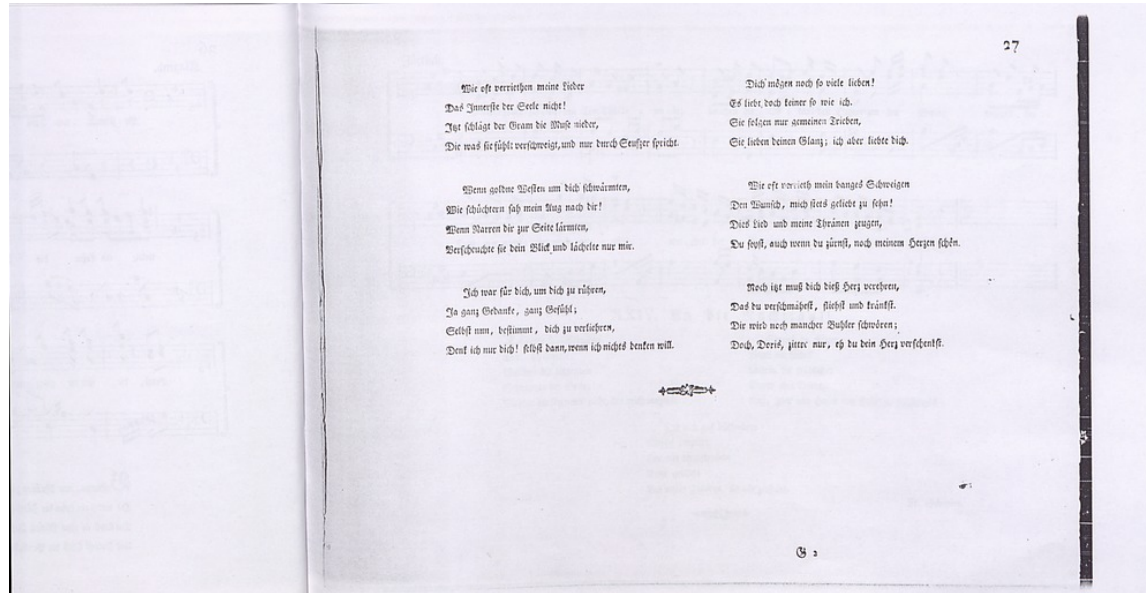 27
Wie oft verriethen meine Lieder
Das Innerste der Seele nicht!
Itzt schlägt der Gram die Muse nieder,
Die was sie fühlt verschweigt, und nur durch Seufzer spricht.
Wenn goldne Westen um dich schwärmten,
Wie schüchtern sah mein Aug nach dir!
Wenn Narren dir zur Seite lärmten,
Verscheuchte sie dein Blick und lächelte nur mir.
Ich war für dich, um dich zu rühren,
Ja ganz Gedanke, ganz Gefühl;
Selbst nun, bestimmt, dich zu verliehren,
Denk ich nur dich! selbst dann, wenn ich nichts denken will.
Dich mögen noch so viele lieben!
Es liebt doch keiner so wie ich.
Sie folgen nur gemeinen Trieben,
Sie lieben deinen Glanz; ich aber liebte dich.
Wie oft verrieth mein banges Schweigen
Den Wunsch, mich stets geliebt zu sehn!
Dies Lied und meine Thränen zeugen,
Du seyst, auch wenn du zürnst, noch meinem Herzen schön.
Noch itzt muß dich dieß Herz verehren,
Das du verschmähest, fliehst und kränkst.
Dir wird noch mancher Buhler schwören;
Doch, Doris, zittre nur, eh du dein Herz verschenkst.
G 2